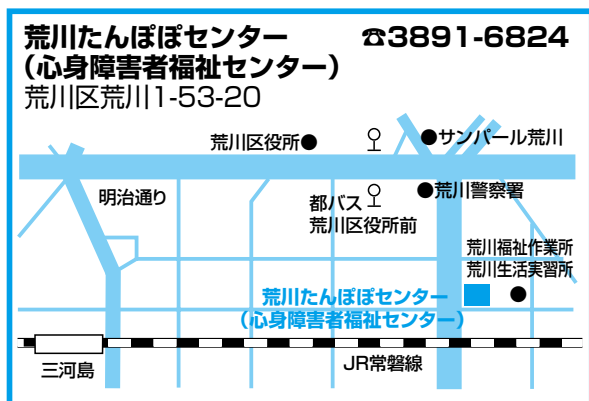 荒川たんぽぽセンター ☎3891-6824
（心身障害者福祉センター）
荒川区荒川1-53-20
荒川区役所
サンパール荒川
明治通り
荒川警察署
都バス
荒川区役所前
荒川福祉作業所
荒川生活実習所
荒川たんぽぽセンター
（心身障害者福祉センター）
三河島
JR常磐線